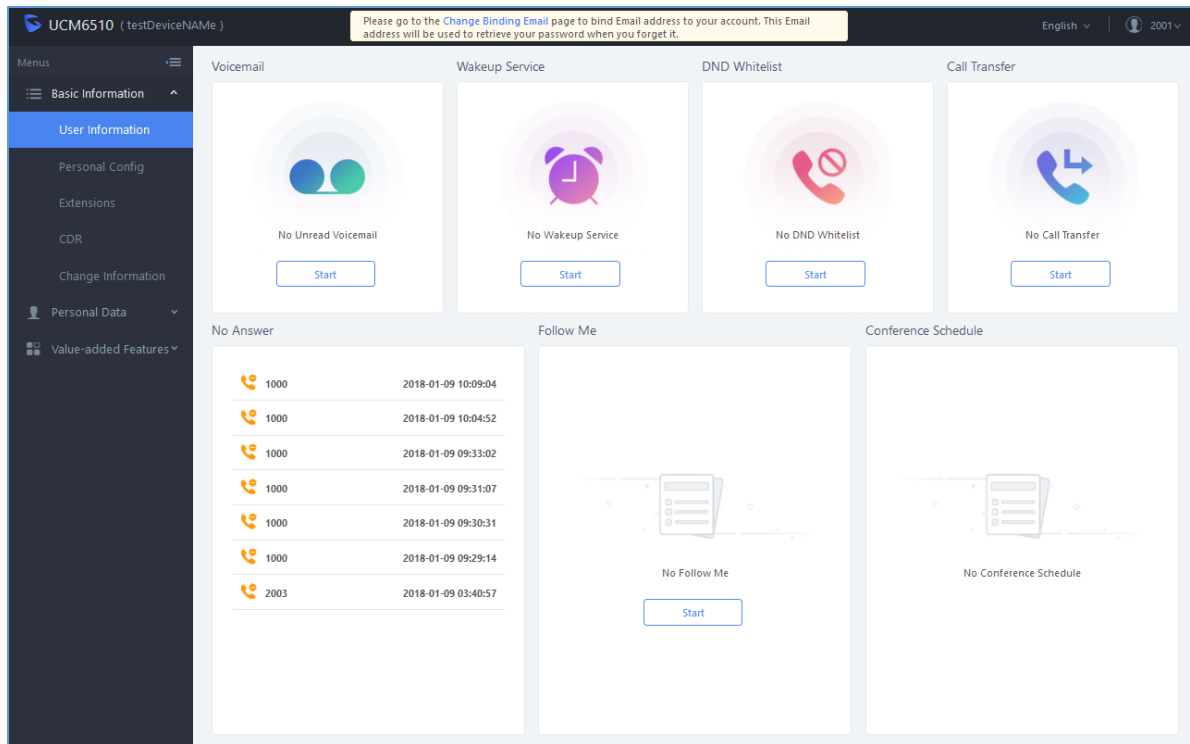 UCM6510 ( testDeviceNAMe )
Please go to the Change Binding Email page to bind Email address to your account. This Email
address will be used to retrieve your password when you forget it.
English
2001
Menus
Basic Information
User Information
Personal Config
Extensions
CDR
Change Information
Personal Data
Value-added Features
Voicemail
No Unread Voicemail
Start
Wakeup Service
No Wakeup Service
Start
DND Whitelist
No DND Whitelist
Start
Call Transfer
No Call Transfer
Start
No Answer
1000 2018-01-09 10:09:04
1000 2018-01-09 10:04:52
1000 2018-01-09 09:33:02
1000 2018-01-09 09:31:07
1000 2018-01-09 09:30:31
1000 2018-01-09 09:29:14
2003 2018-01-09 03:40:57
Follow Me
No Follow Me
Start
Conference Schedule
No Conference Schedule